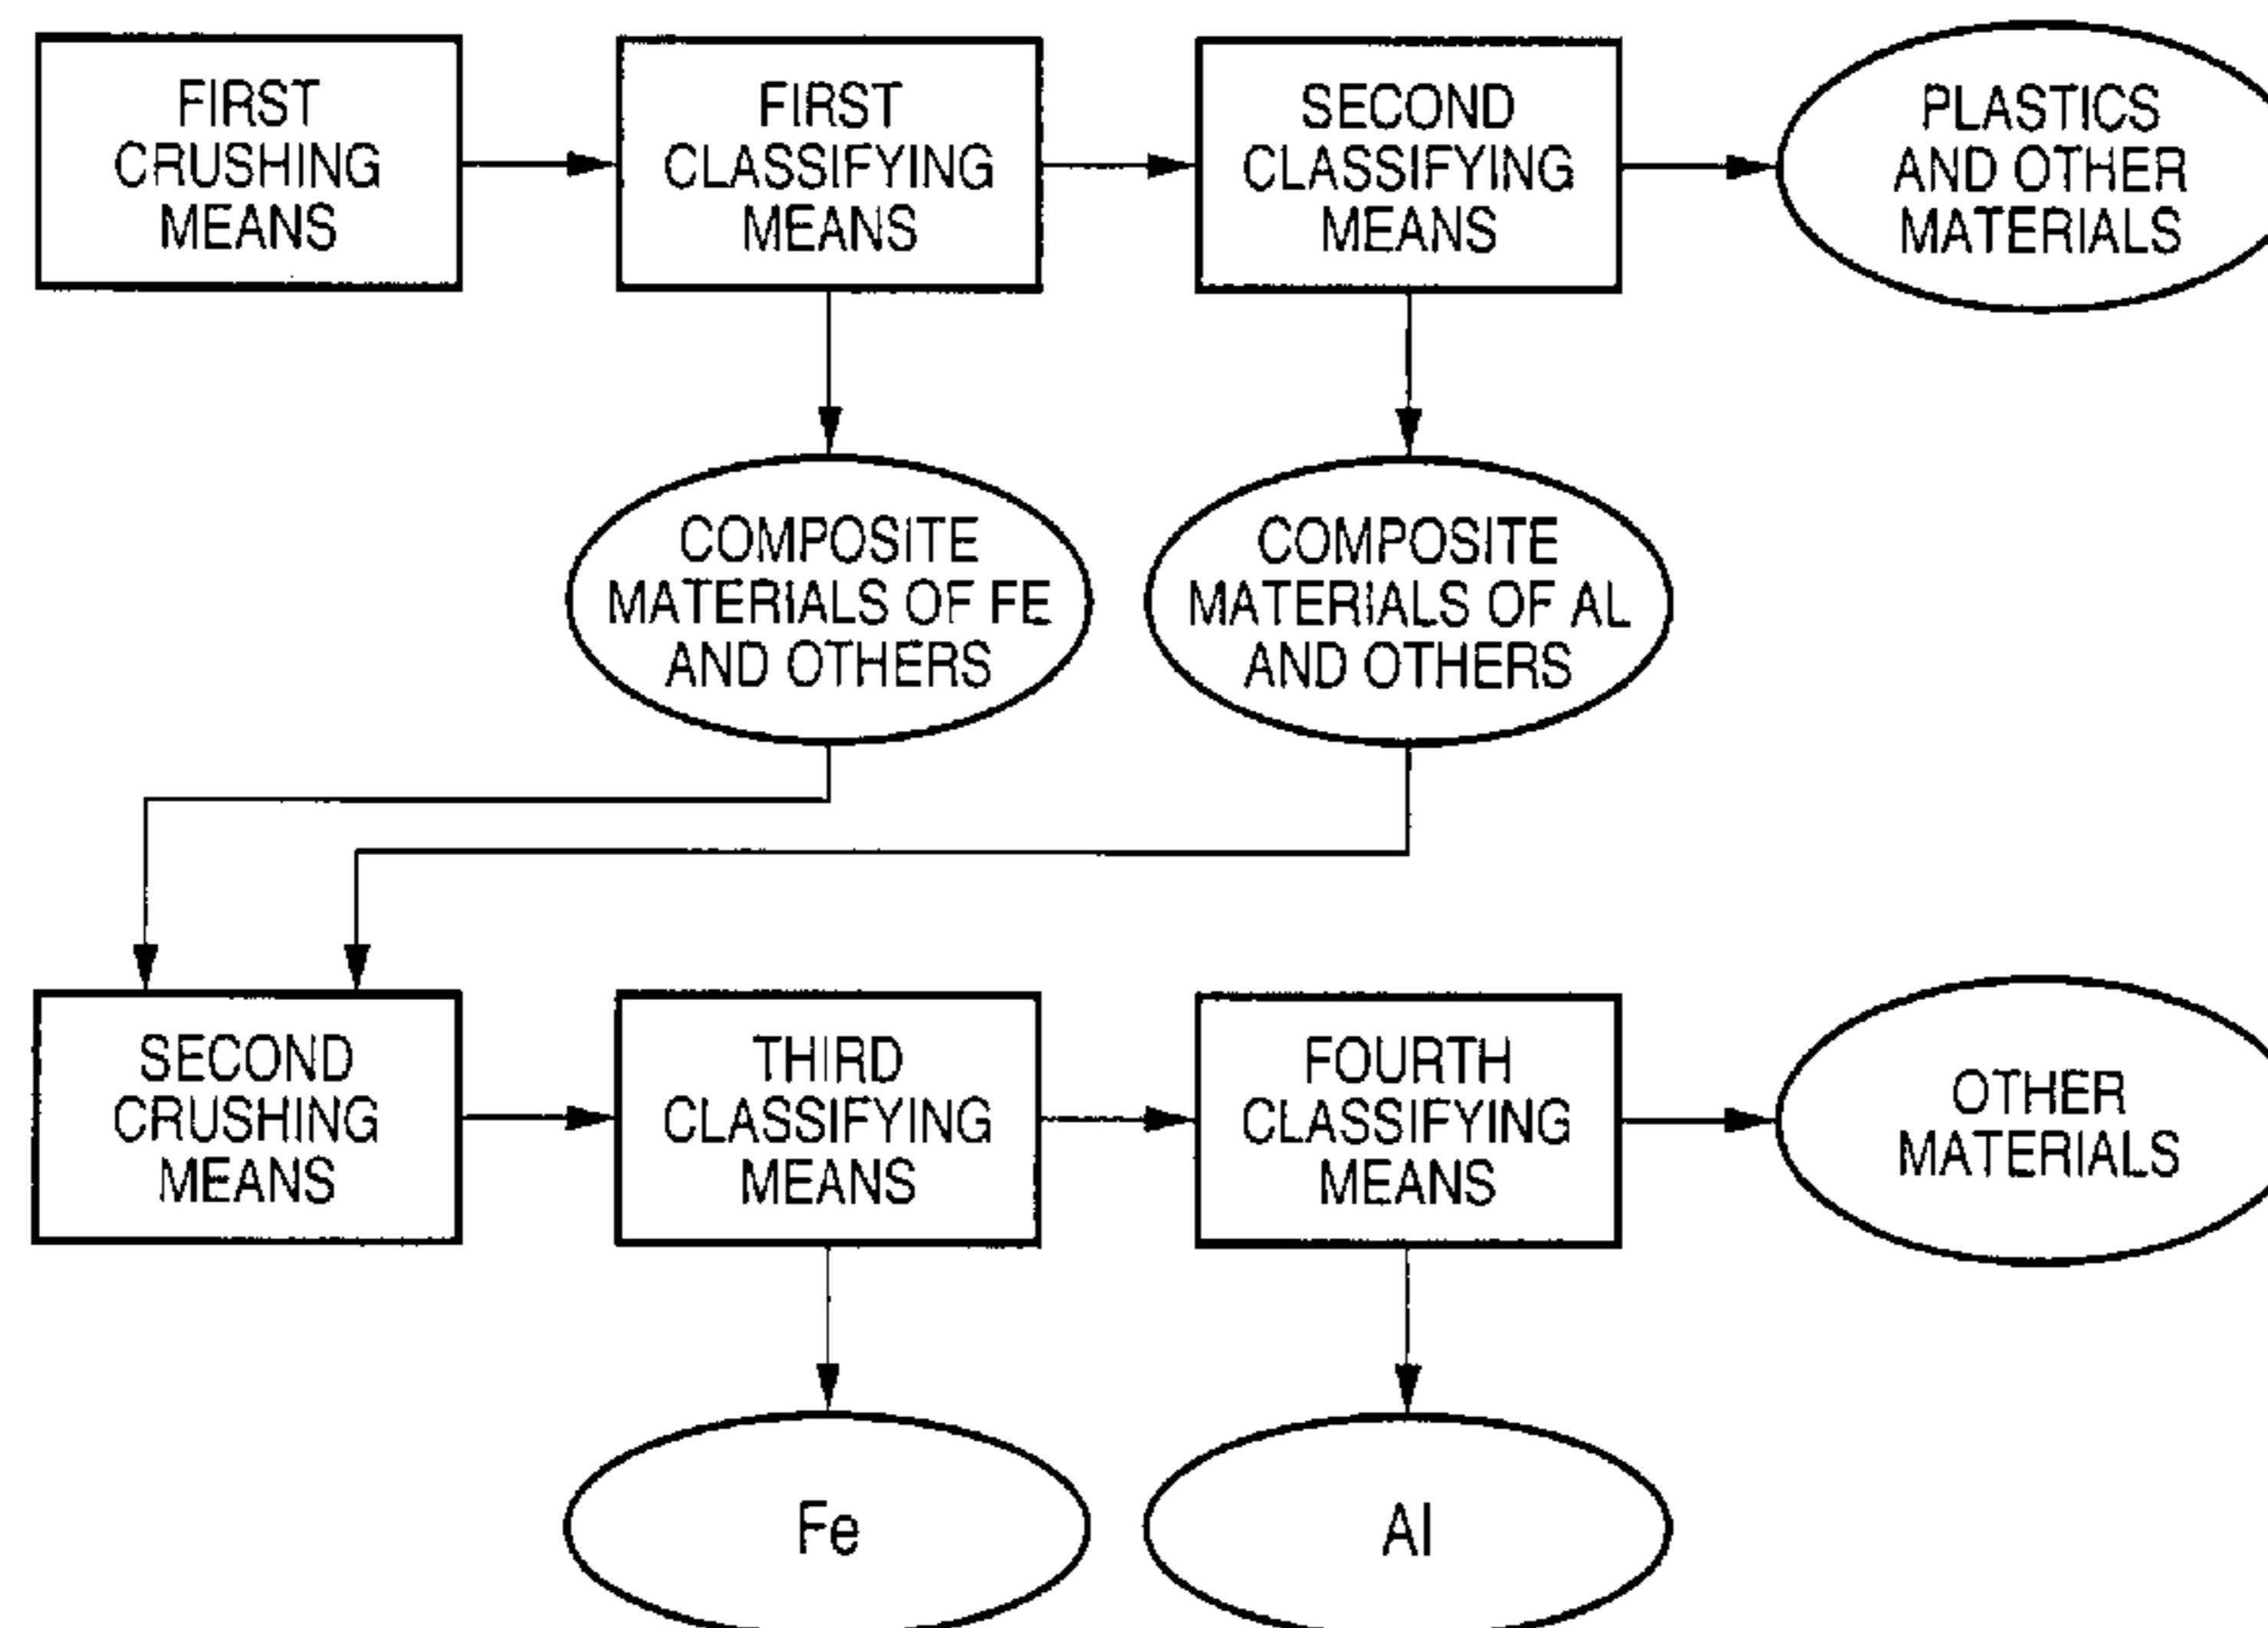 FIRST
CRUSHING
MEANS
FIRST
CLASSIFYING
MEANS
SECOND
CLASSIFYING
MEANS
PLASTICS
AND OTHER
MATERIALS
COMPOSITE
MATERIALS OF FE
AND OTHERS
COMPOSITE
MATERIALS OF AL
AND OTHERS
SECOND
CRUSHING
MEANS
THIRD
CLASSIFYING
MEANS
FOURTH
CLASSIFYING
MEANS
OTHER
MATERIALS
Fe
Al